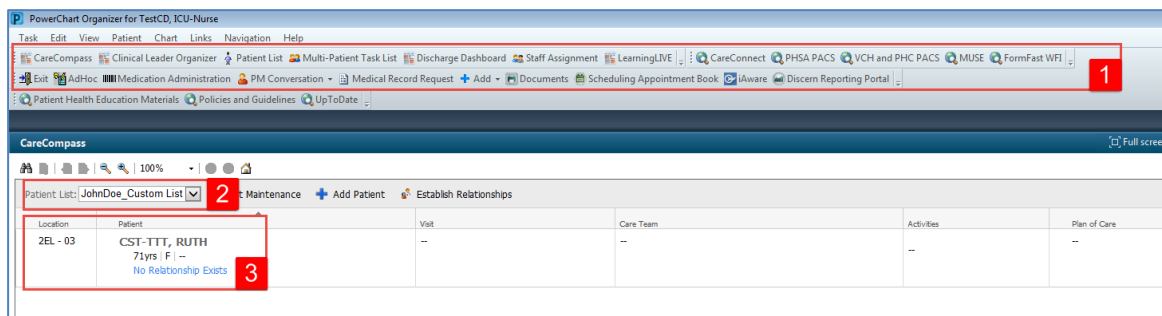 PowerChart Organizer for TestCD, ICU-Nurse
Task Edit View Patient Chart Links Navigation Help
CareCompass Clinical Leader Organizer Patient List Multi-Patient Task List Discharge Dashboard Staff Assignment LearningLIVE CareConnect PHSA PACS VCH and PHC PACS MUSE FormFast WFI
Exit AdHoc Medication Administration PM Conversation Medical Record Request Add Documents Scheduling Appointment Book iAware Discern Reporting Portal
1
Patient Health Education Materials Policies and Guidelines UpToDate
CareCompass Full scree
100%
Patient List: JohnDoe_Custom List 2 Maintenance Add Patient Establish Relationships
Location Patient Visit Care Team Activities Plan of Care
2EL - 03 CST-TTT, RUTH -- -- -- --
71yrs F --
No Relationship Exists 3